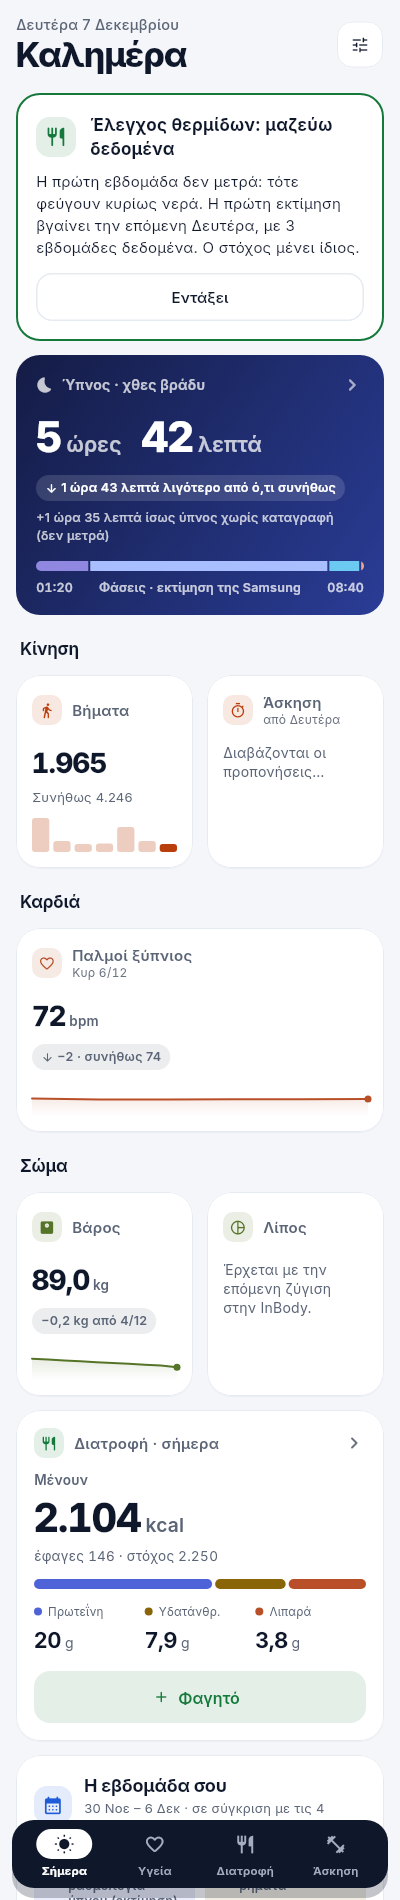 Δευτέρα 7 Δεκεμβρίου
Καλημέρα
Έλεγχος θερμίδων: μαζεύω
δεδομένα
Η πρώτη εβδομάδα δεν μετρά: τότε
φεύγουν κυρίως νερά. Η πρώτη εκτίμηση
βγαίνει την επόμενη Δευτέρα, με 3
εβδομάδες δεδομένα. Ο στόχος μένει ίδιος.
Εντάξει
Ύπνος · χθες βράδυ
5 ώρες 42 λεπτά
↓ 1 ώρα 43 λεπτά λιγότερο από ό,τι συνήθως
+1 ώρα 35 λεπτά ίσως ύπνος χωρίς καταγραφή
(δεν μετρά)
01:20 Φάσεις · εκτίμηση της Samsung 08:40
Κίνηση
Βήματα
1.965
Συνήθως 4.246
Άσκηση
από Δευτέρα
Διαβάζονται οι
προπονήσεις…
Καρδιά
Παλμοί ξύπνιος
Κυρ 6/12
72 bpm
↓ −2 · συνήθως 74
Σώμα
Βάρος
89,0 kg
−0,2 kg από 4/12
Λίπος
Έρχεται με την
επόμενη ζύγιση
στην InBody.
Διατροφή · σήμερα
Μένουν
2.104 kcal
έφαγες 146 · στόχος 2.250
Πρωτεΐνη Υδατάνθρ. Λιπαρά
20 g 7,9 g 3,8 g
+ Φαγητό
Η εβδομάδα σου
30 Νοε – 6 Δεκ · σε σύγκριση με τις 4
Σήμερα Υγεία Διατροφή Άσκηση